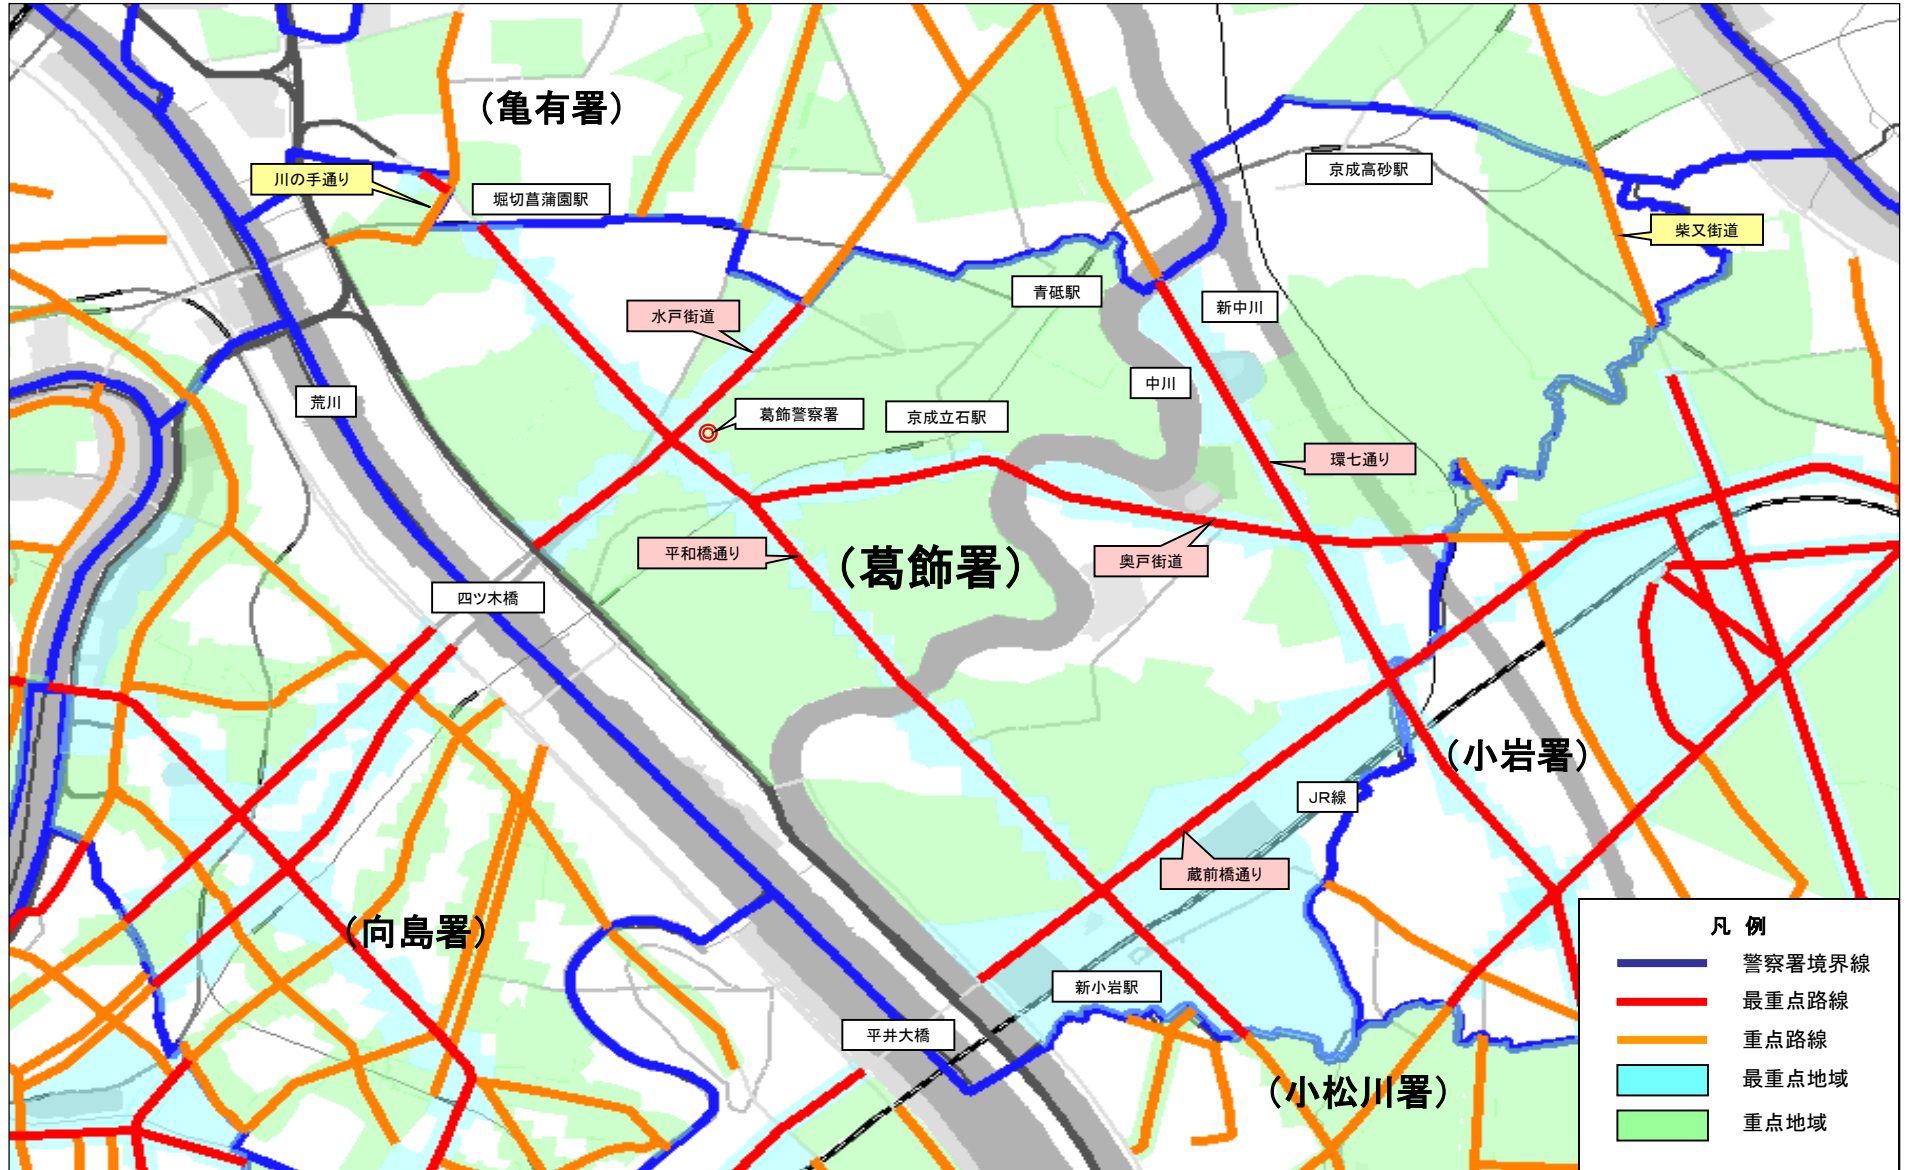 (亀有署)
川の手通り
堀切菖蒲園駅
京成高砂駅
柴又街道
青砥駅
新中川
水戸街道
荒川
葛飾警察署
京成立石駅
中川
環七通り
平和橋通り
(葛飾署)
奥戸街道
四ツ木橋
(小岩署)
JR線
蔵前橋通り
(向島署)
新小岩駅
平井大橋
(小松川署)
凡 例
警察署境界線
最重点路線
重点路線
最重点地域
重点地域